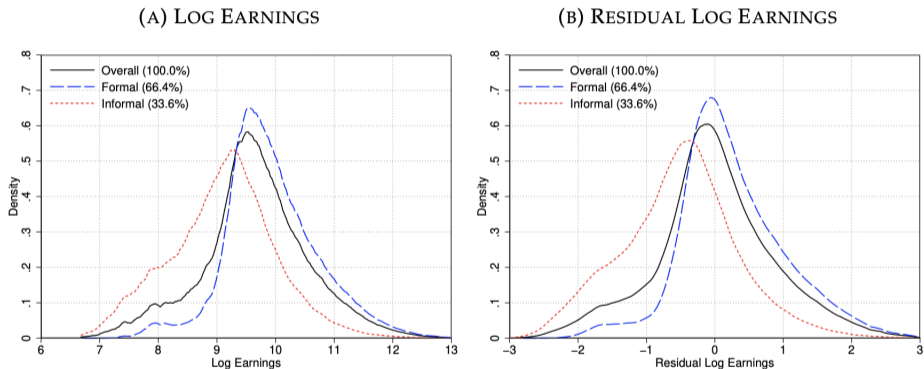 (A) LOG EARNINGS
.8
.7
.6
.5
.4
.3
.2
.1
0
Density
Overall (100.0%)
Formal (66.4%)
Informal (33.6%)
6 7 8 9 10 11 12 13
Log Earnings
(B) RESIDUAL LOG EARNINGS
.8
.7
.6
.5
.4
.3
.2
.1
0
Density
Overall (100.0%)
Formal (66.4%)
Informal (33.6%)
−3 −2 −1 0 1 2 3
Residual Log Earnings